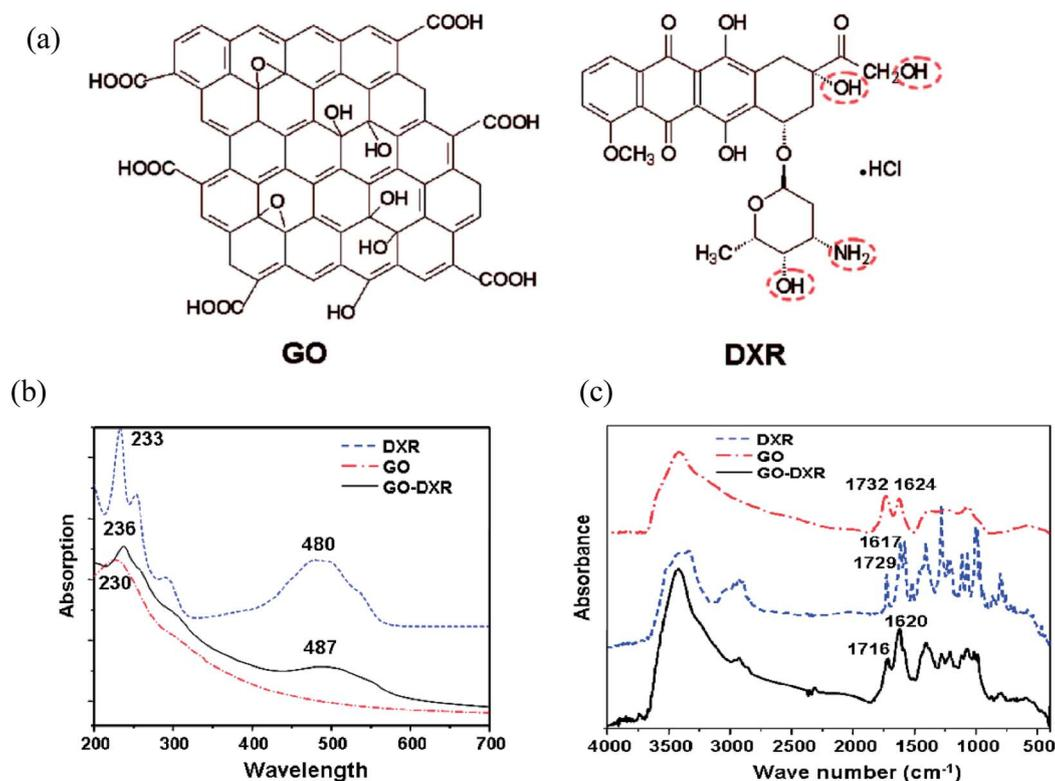 (a)
COOH
HOOC
O
OH
OH
HO
COOH
HOOC
O
OH
HO
HOOC
HO
COOH
GO
O OH O
OH CH2OH
OCH3 O OH O
•HCl
O
H3C NH2
OH
DXR
(b)
233
236
230
480
487
DXR
GO
GO-DXR
Absorption
200 300 400 500 600 700
Wavelength
(c)
DXR
GO
GO-DXR
1732 1624
1617
1729
1620
1716
Absorbance
4000 3500 3000 2500 2000 1500 1000 500
Wave number (cm-1)